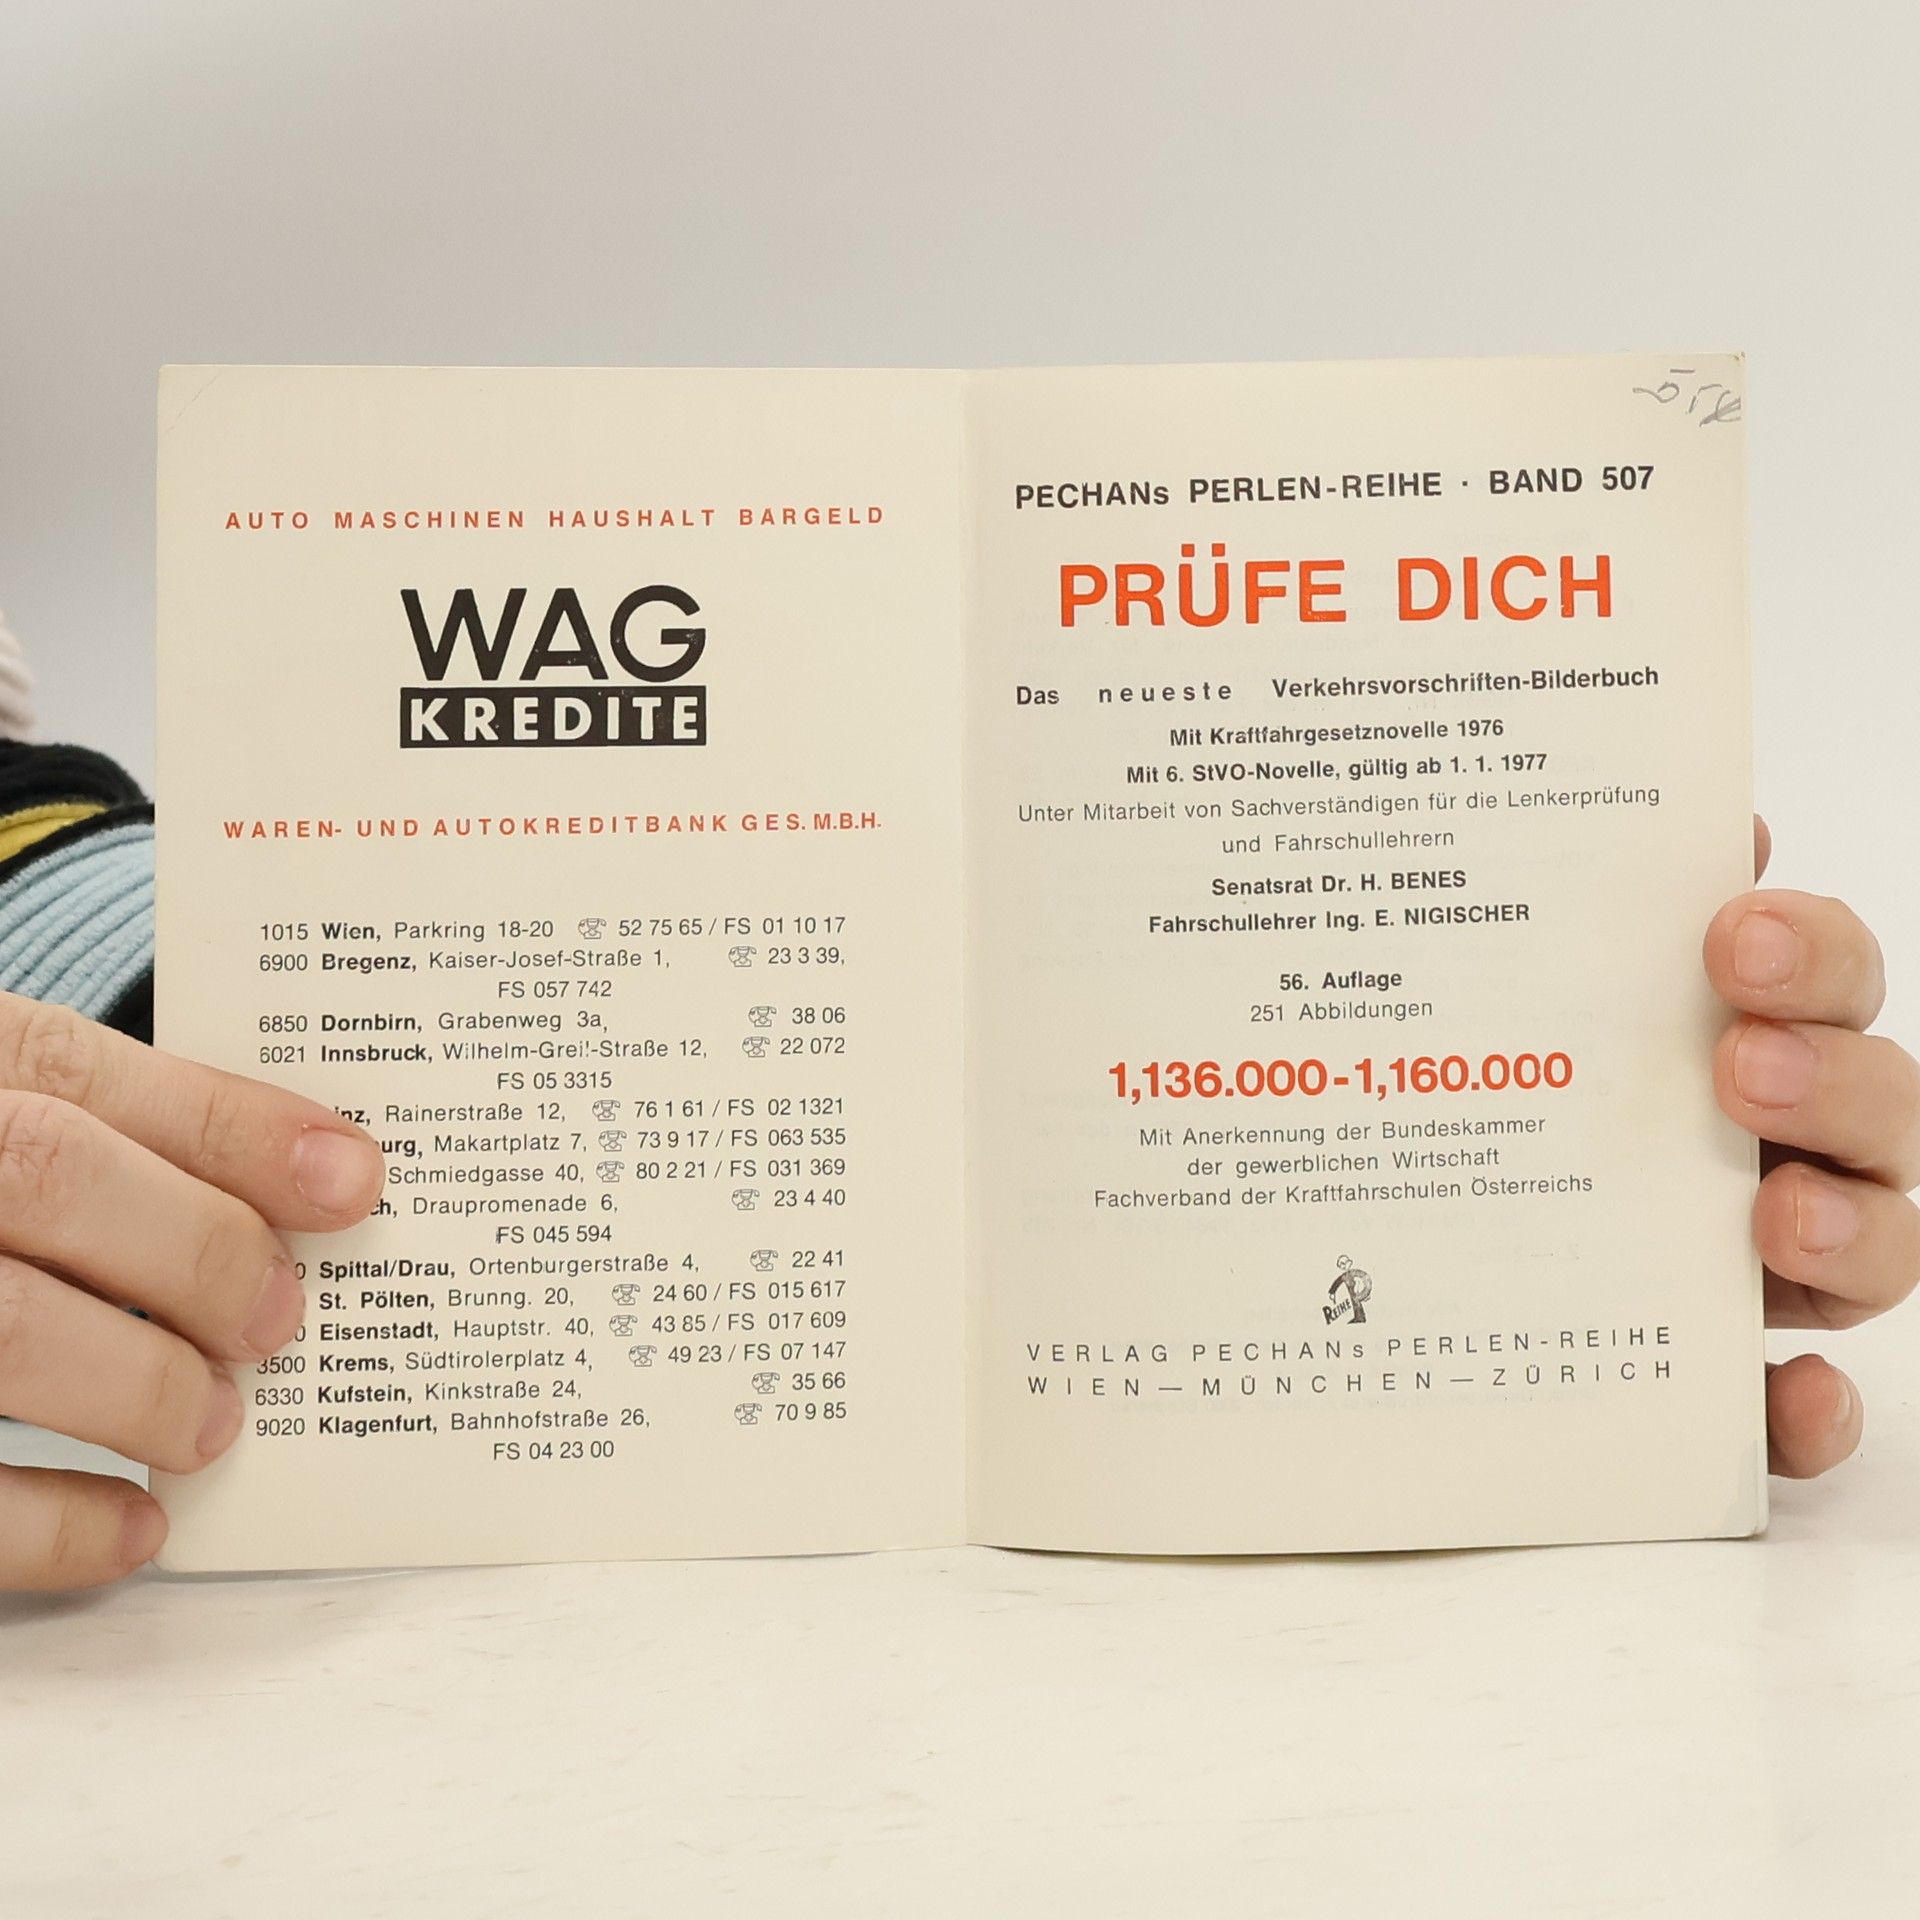 AUTO MASCHINEN HAUSHALT BARGELD
WAG
KREDITE
WAREN- UND AUTOKREDITBANK GES. M.B.H.
1015 Wien, Parkring 18-20 ☏ 52 75 65 / FS 01 10 17
6900 Bregenz, Kaiser-Josef-Straße 1, ☏ 23 3 39,
FS 057 742
6850 Dornbirn, Grabenweg 3a, ☏ 38 06
6021 Innsbruck, Wilhelm-Greil-Straße 12, ☏ 22 072
FS 05 3315
inz, Rainerstraße 12, ☏ 76 1 61 / FS 02 1321
urg, Makartplatz 7, ☏ 73 9 17 / FS 063 535
Schmiedgasse 40, ☏ 80 2 21 / FS 031 369
ch, Draupromenade 6, ☏ 23 4 40
FS 045 594
0 Spittal/Drau, Ortenburgerstraße 4, ☏ 22 41
St. Pölten, Brunng. 20, ☏ 24 60 / FS 015 617
0 Eisenstadt, Hauptstr. 40, ☏ 43 85 / FS 017 609
3500 Krems, Südtirolerplatz 4, ☏ 49 23 / FS 07 147
6330 Kufstein, Kinkstraße 24, ☏ 35 66
9020 Klagenfurt, Bahnhofstraße 26, ☏ 70 9 85
FS 04 23 00
PECHANs PERLEN-REIHE · BAND 507
PRÜFE DICH
Das neueste Verkehrsvorschriften-Bilderbuch
Mit Kraftfahrgesetznovelle 1976
Mit 6. StVO-Novelle, gültig ab 1. 1. 1977
Unter Mitarbeit von Sachverständigen für die Lenkerprüfung
und Fahrschullehrern
Senatsrat Dr. H. BENES
Fahrschullehrer Ing. E. NIGISCHER
56. Auflage
251 Abbildungen
1,136.000-1,160.000
Mit Anerkennung der Bundeskammer
der gewerblichen Wirtschaft
Fachverband der Kraftfahrschulen Österreichs
REIHE
VERLAG PECHANs PERLEN-REIHE
WIEN — MÜNCHEN — ZÜRICH